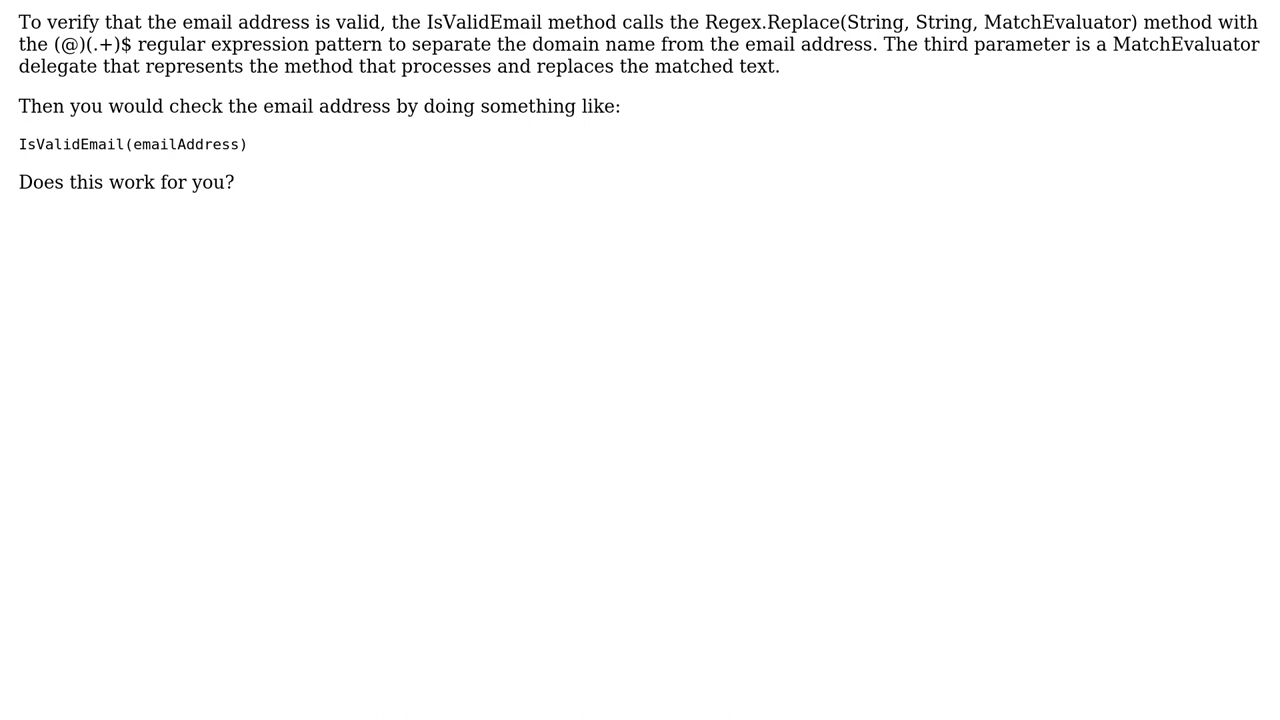 To verify that the email address is valid, the IsValidEmail method calls the Regex.Replace(String, String, MatchEvaluator) method with
the (@)(.+)$ regular expression pattern to separate the domain name from the email address. The third parameter is a MatchEvaluator
delegate that represents the method that processes and replaces the matched text.
Then you would check the email address by doing something like:
IsValidEmail(emailAddress)
Does this work for you?